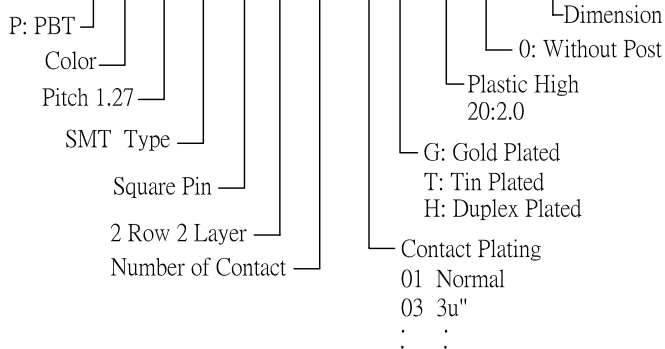 P: PBT
Color
Pitch 1.27
SMT Type
Square Pin
2 Row 2 Layer
Number of Contact
Dimension
0: Without Post
Plastic High
20:2.0
G: Gold Plated
T: Tin Plated
H: Duplex Plated
Contact Plating
01 Normal
03 3u"
: :